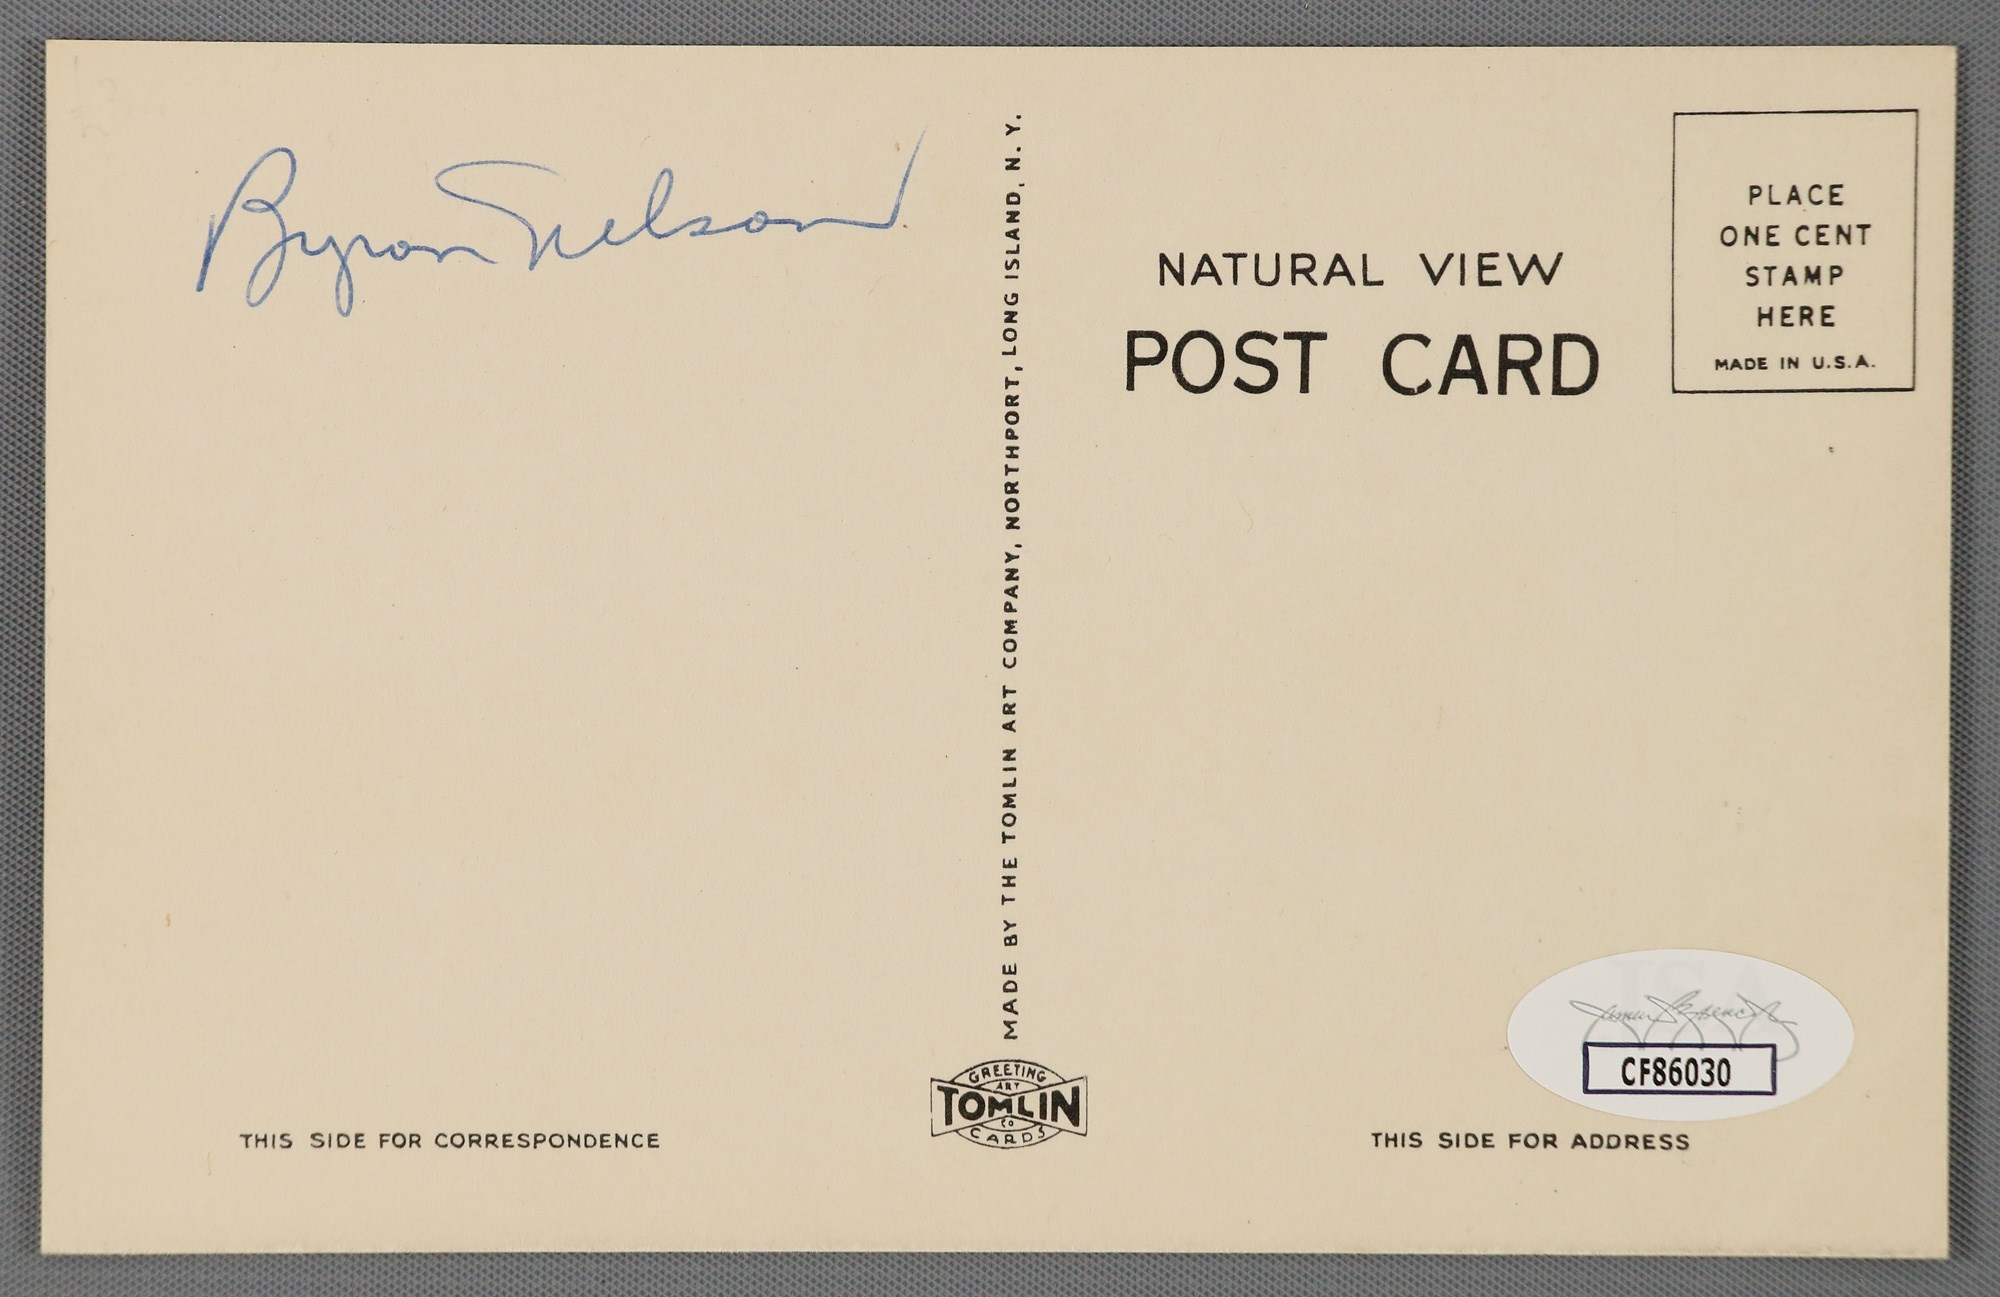 Byron Nelson
MADE BY THE TOMLIN ART COMPANY, NORTHPORT, LONG ISLAND, N. Y.
NATURAL VIEW
POST CARD
PLACE
ONE CENT
STAMP
HERE
MADE IN U.S.A.
GREETING
ART
TOMLIN
CO
CARDS
THIS SIDE FOR CORRESPONDENCE
JSA
CF86030
THIS SIDE FOR ADDRESS